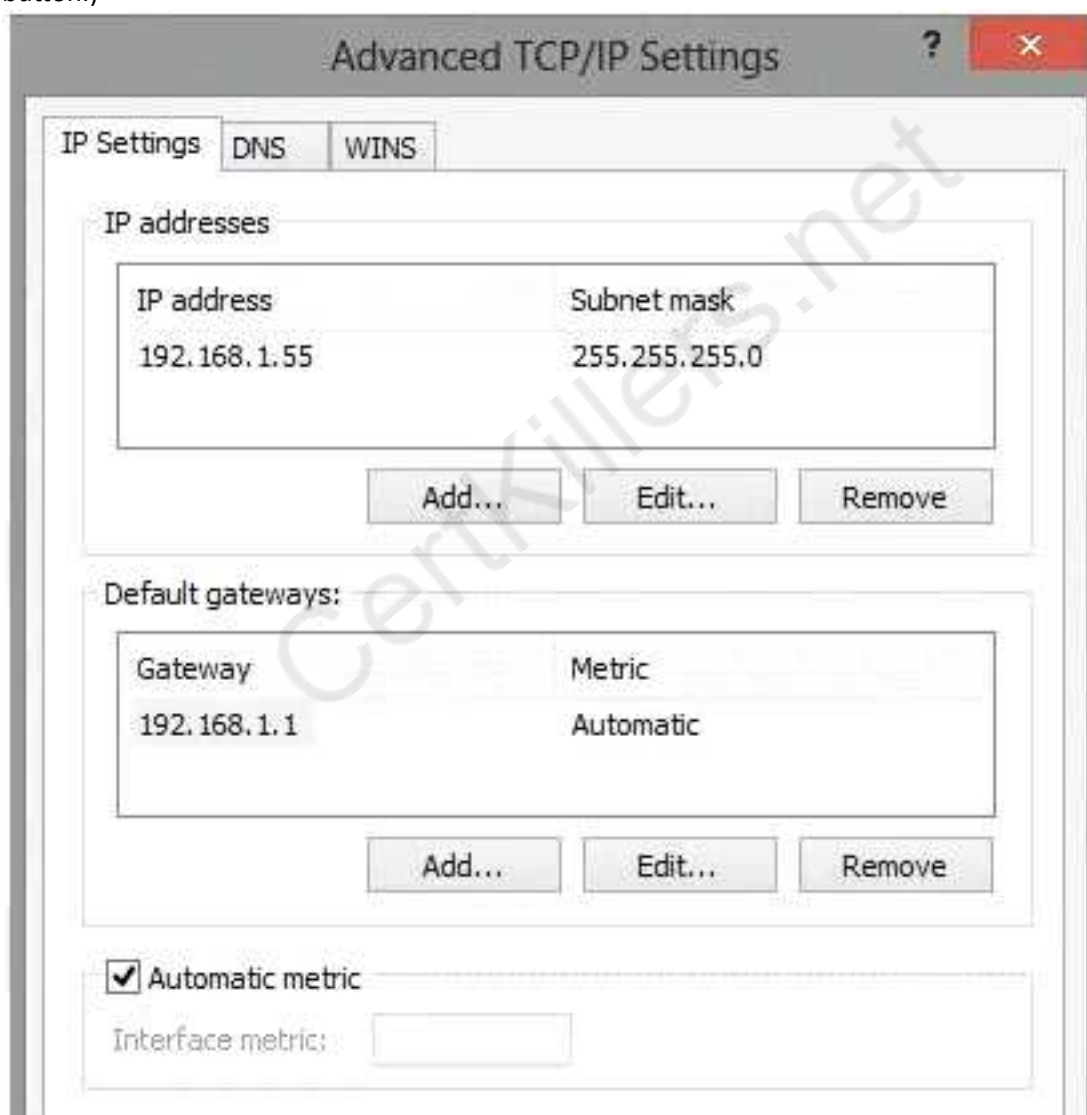 button.)
Advanced TCP/IP Settings ? ×
IP Settings DNS WINS
IP addresses
IP address Subnet mask
192.168.1.55 255.255.255.0
Add... Edit... Remove
Default gateways:
Gateway Metric
192.168.1.1 Automatic
Add... Edit... Remove
Automatic metric
Interface metric:
CertKillers.net